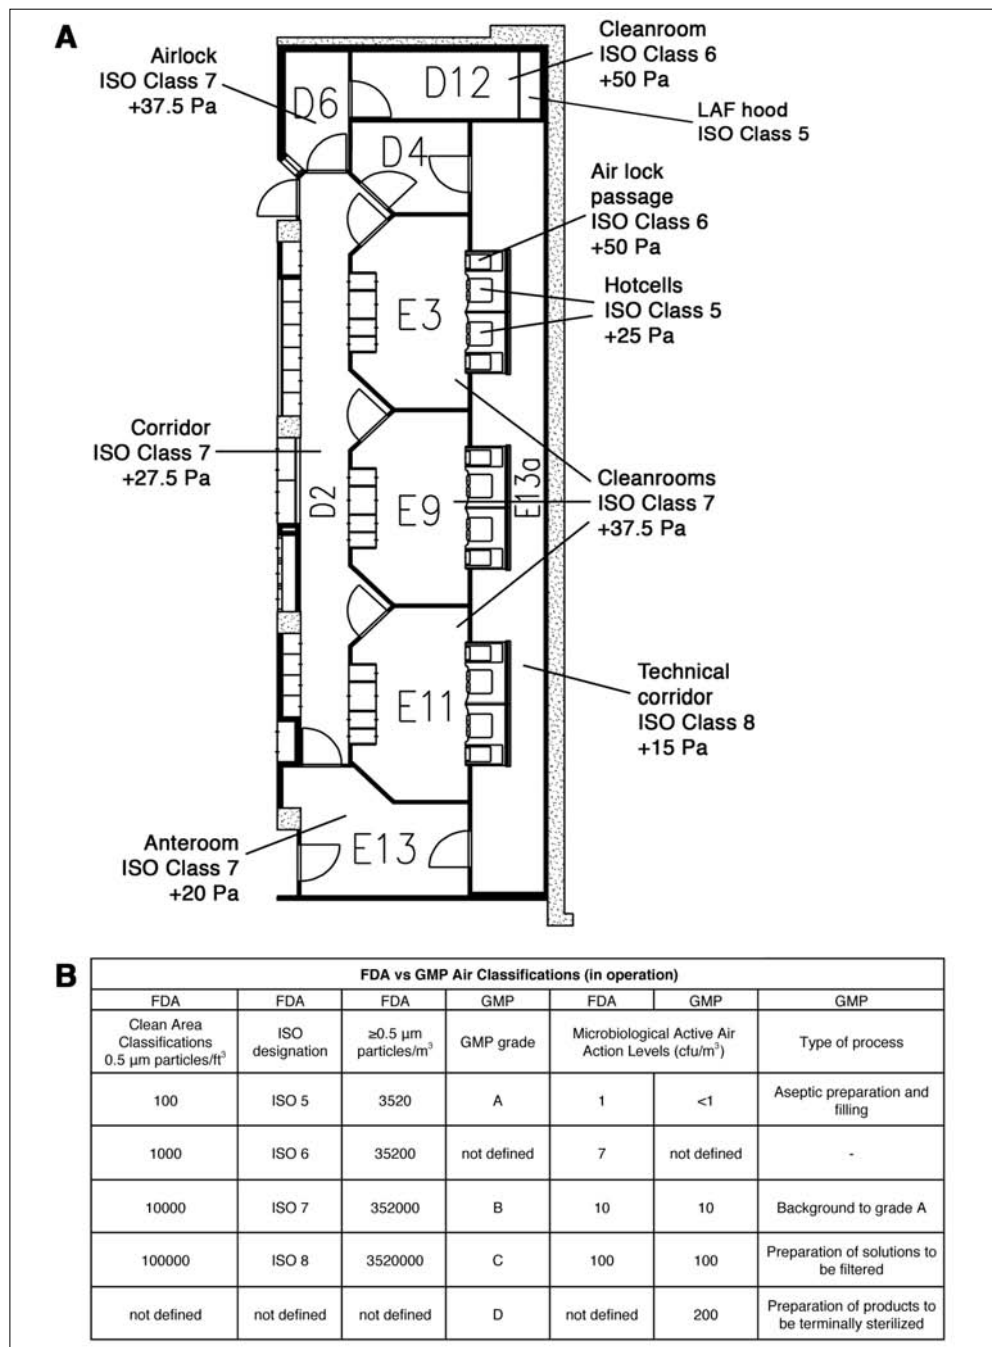 A
Airlock
ISO Class 7
+37.5 Pa
Cleanroom
ISO Class 6
+50 Pa
D6
D12
LAF hood
ISO Class 5
D4
Air lock
passage
ISO Class 6
+50 Pa
Hotcells
ISO Class 5
+25 Pa
E3
Corridor
ISO Class 7
+27.5 Pa
D2
E9
E13a
Cleanrooms
ISO Class 7
+37.5 Pa
E11
Technical
corridor
ISO Class 8
+15 Pa
Anteroom
ISO Class 7
+20 Pa
E13
B
FDA vs GMP Air Classifications (in operation)
FDA FDA FDA GMP FDA GMP GMP
Clean Area
Classifications
0.5 µm particles/ft³
ISO
designation
≥0.5 µm
particles/m³
GMP grade
Microbiological Active Air
Action Levels (cfu/m³)
Type of process
100 ISO 5 3520 A 1 <1 Aseptic preparation and
filling
1000 ISO 6 35200 not defined 7 not defined -
10000 ISO 7 352000 B 10 10 Background to grade A
100000 ISO 8 3520000 C 100 100 Preparation of solutions to
be filtered
not defined not defined not defined D not defined 200 Preparation of products to
be terminally sterilized